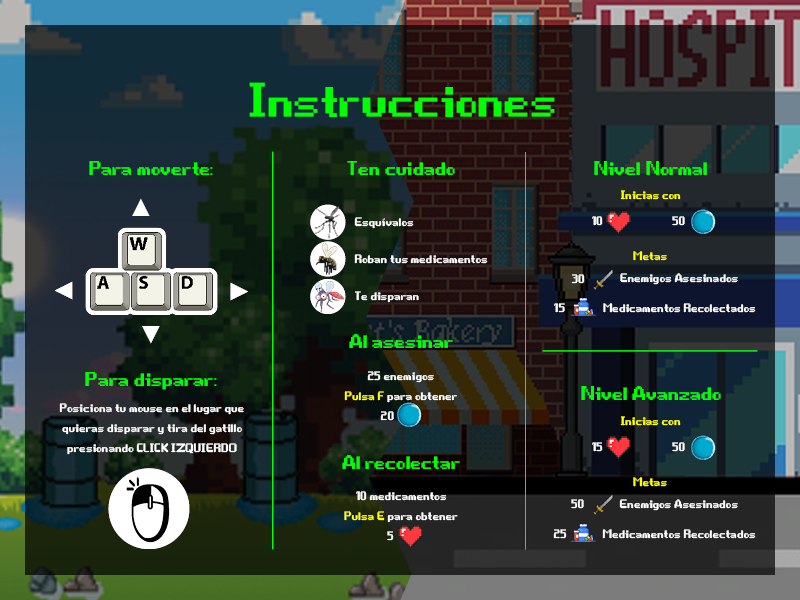 HOSPIT
Instrucciones
Para moverte:
W
A S D
Para disparar:
Posiciona tu mouse en el lugar que
quieras disparar y tira del gatillo
presionando CLICK IZQUIERDO
Ten cuidado
Esquívalos
Roban tus medicamentos
Te disparan
t's Bakery
Al asesinar
25 enemigos
Pulsa F para obtener
20
Al recolectar
10 medicamentos
Pulsa E para obtener
5
Nivel Normal
Inicias con
10 50
Metas
30 Enemigos Asesinados
15 Medicamentos Recolectados
Nivel Avanzado
Inicias con
15 50
Metas
50 Enemigos Asesinados
25 Medicamentos Recolectados